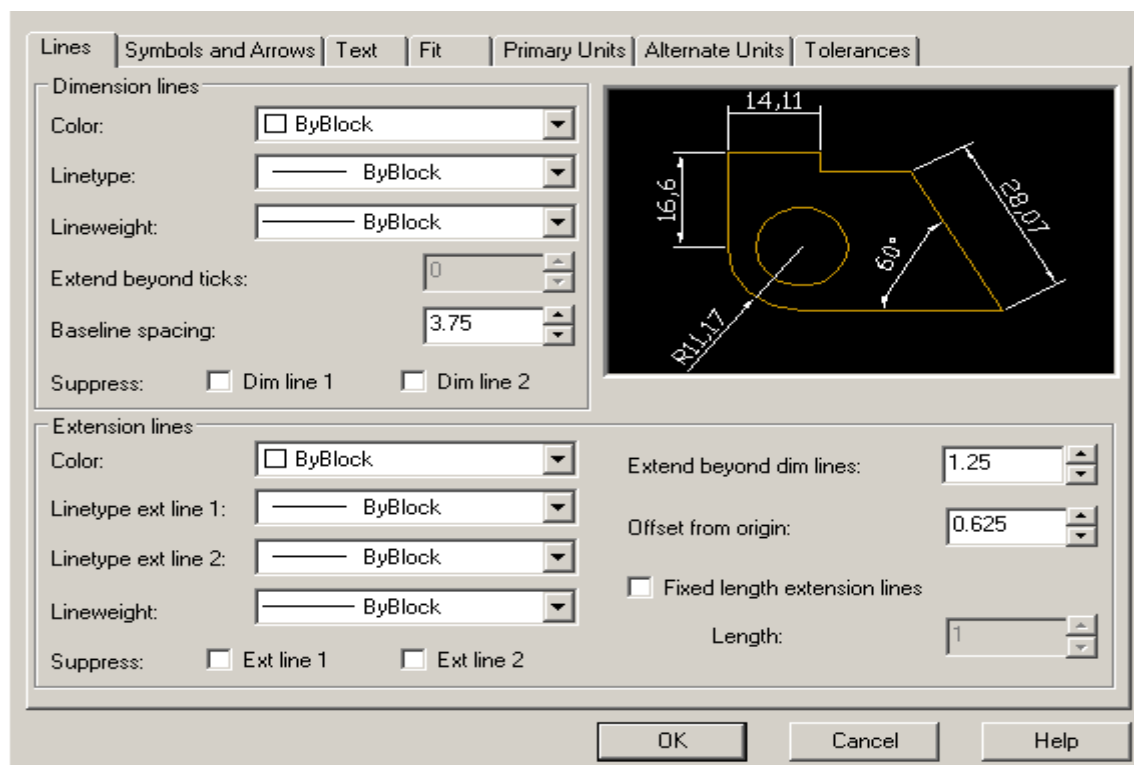 Lines Symbols and Arrows Text Fit Primary Units Alternate Units Tolerances
Dimension lines
Color: ByBlock
Linetype: ByBlock
Lineweight: ByBlock
Extend beyond ticks: 0
Baseline spacing: 3.75
Suppress: Dim line 1 Dim line 2
14,11
16,6
28,07
60°
R11,17
Extension lines
Color: ByBlock
Linetype ext line 1: ByBlock
Linetype ext line 2: ByBlock
Lineweight: ByBlock
Suppress: Ext line 1 Ext line 2
Extend beyond dim lines: 1.25
Offset from origin: 0.625
Fixed length extension lines
Length: 1
OK Cancel Help